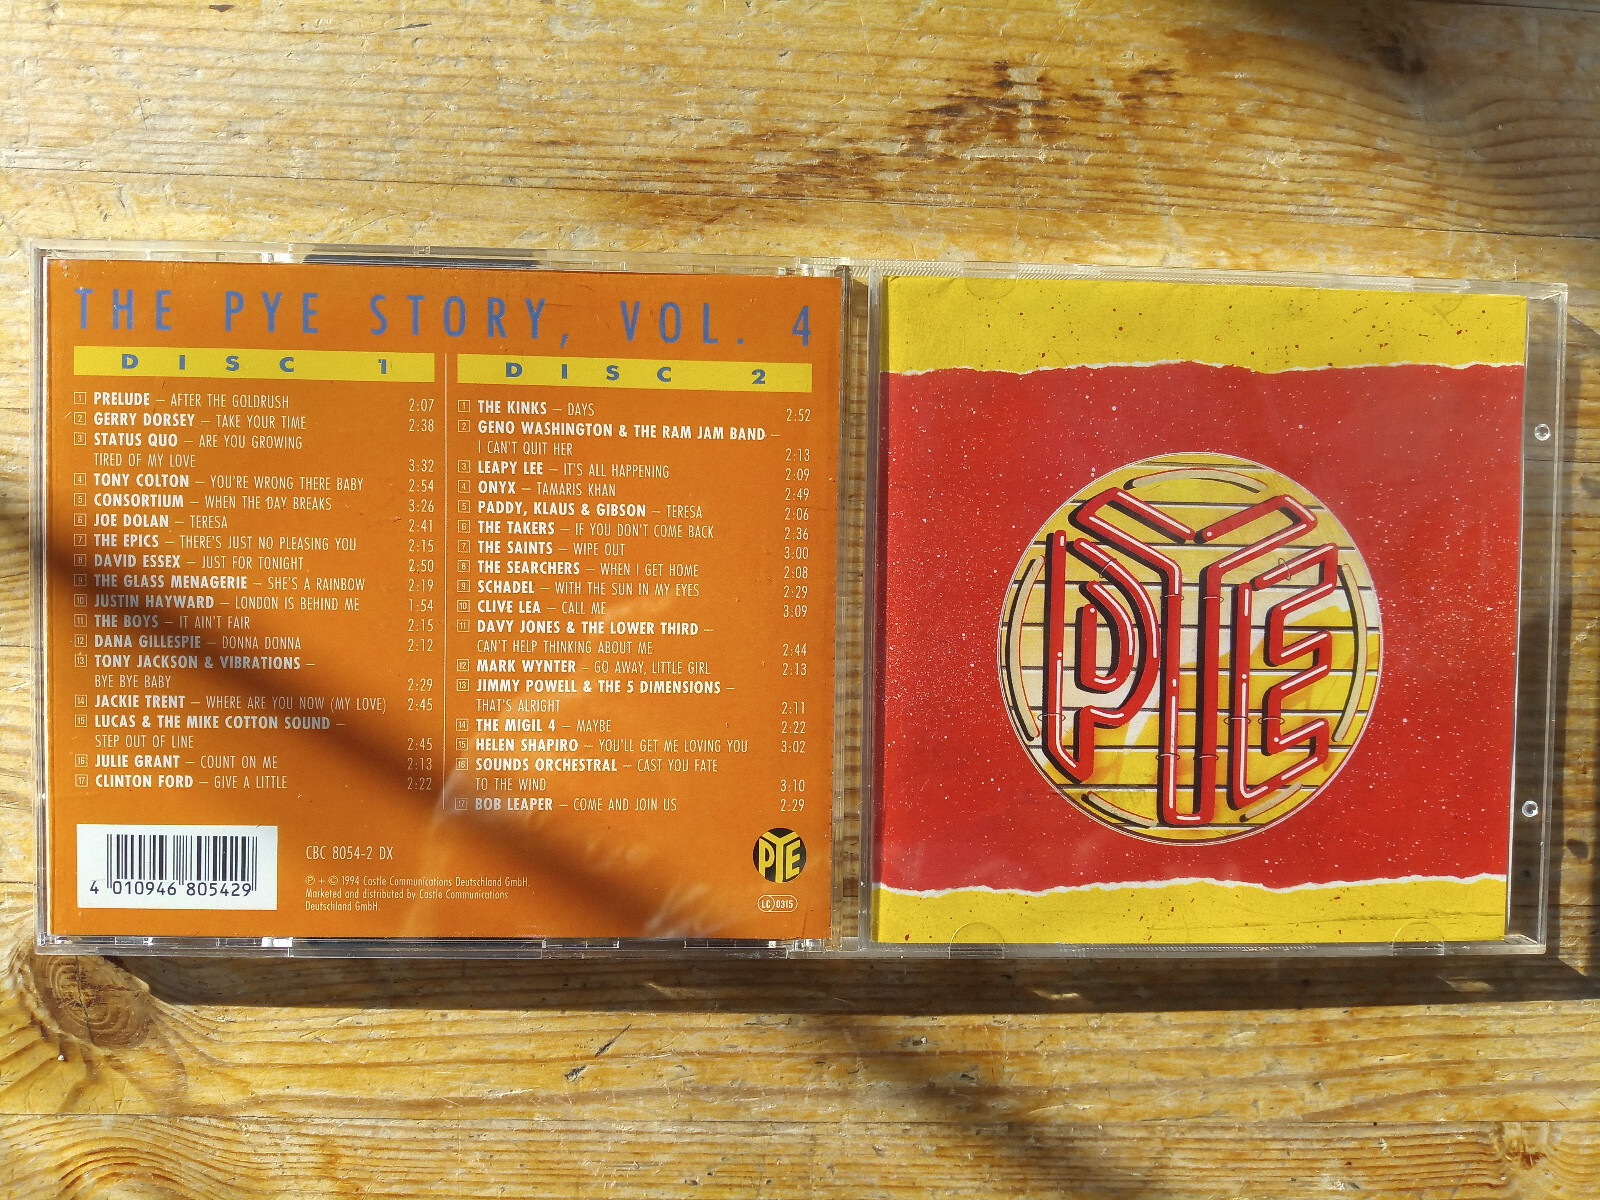 THE PYE STORY, VOL. 4
DISC 1
1 PRELUDE – AFTER THE GOLDRUSH 2:07
2 GERRY DORSEY – TAKE YOUR TIME 2:38
3 STATUS QUO – ARE YOU GROWING
TIRED OF MY LOVE 3:32
4 TONY COLTON – YOU'RE WRONG THERE BABY 2:54
5 CONSORTIUM – WHEN THE DAY BREAKS 3:26
6 JOE DOLAN – TERESA 2:41
7 THE EPICS – THERE'S JUST NO PLEASING YOU 2:15
8 DAVID ESSEX – JUST FOR TONIGHT 2:50
9 THE GLASS MENAGERIE – SHE'S A RAINBOW 2:19
10 JUSTIN HAYWARD – LONDON IS BEHIND ME 1:54
11 THE BOYS – IT AIN'T FAIR 2:15
12 DANA GILLESPIE – DONNA DONNA 2:12
13 TONY JACKSON & VIBRATIONS –
BYE BYE BABY 2:29
14 JACKIE TRENT – WHERE ARE YOU NOW (MY LOVE) 2:45
15 LUCAS & THE MIKE COTTON SOUND –
STEP OUT OF LINE 2:45
16 JULIE GRANT – COUNT ON ME 2:13
17 CLINTON FORD – GIVE A LITTLE 2:22
DISC 2
1 THE KINKS – DAYS 2:52
2 GENO WASHINGTON & THE RAM JAM BAND –
I CAN'T QUIT HER 2:13
3 LEAPY LEE – IT'S ALL HAPPENING 2:09
4 ONYX – TAMARIS KHAN 2:49
5 PADDY, KLAUS & GIBSON – TERESA 2:06
6 THE TAKERS – IF YOU DON'T COME BACK 2:36
7 THE SAINTS – WIPE OUT 3:00
8 THE SEARCHERS – WHEN I GET HOME 2:08
9 SCHADEL – WITH THE SUN IN MY EYES 2:29
10 CLIVE LEA – CALL ME 3:09
11 DAVY JONES & THE LOWER THIRD –
CAN'T HELP THINKING ABOUT ME 2:44
12 MARK WYNTER – GO AWAY, LITTLE GIRL 2:13
13 JIMMY POWELL & THE 5 DIMENSIONS –
THAT'S ALRIGHT 2:11
14 THE MIGIL 4 – MAYBE 2:22
15 HELEN SHAPIRO – YOU'LL GET ME LOVING YOU 3:02
16 SOUNDS ORCHESTRAL – CAST YOU FATE
TO THE WIND 3:10
17 BOB LEAPER – COME AND JOIN US 2:29
4 010946 805429
CBC 8054-2 DX
℗ + © 1994 Castle Communications Deutschland GmbH.
Marketed and distributed by Castle Communications
Deutschland GmbH.
PYE
LC 0315
PYE